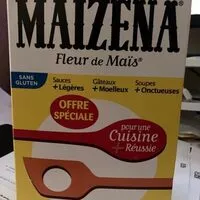 MAIZENA®
Fleur de Maïs®
SANS GLUTEN
Sauces +Légères
Gâteaux +Moelleux
Soupes +Onctueuses
OFFRE
SPÉCIALE
pour une
Cuisine
+Réussie